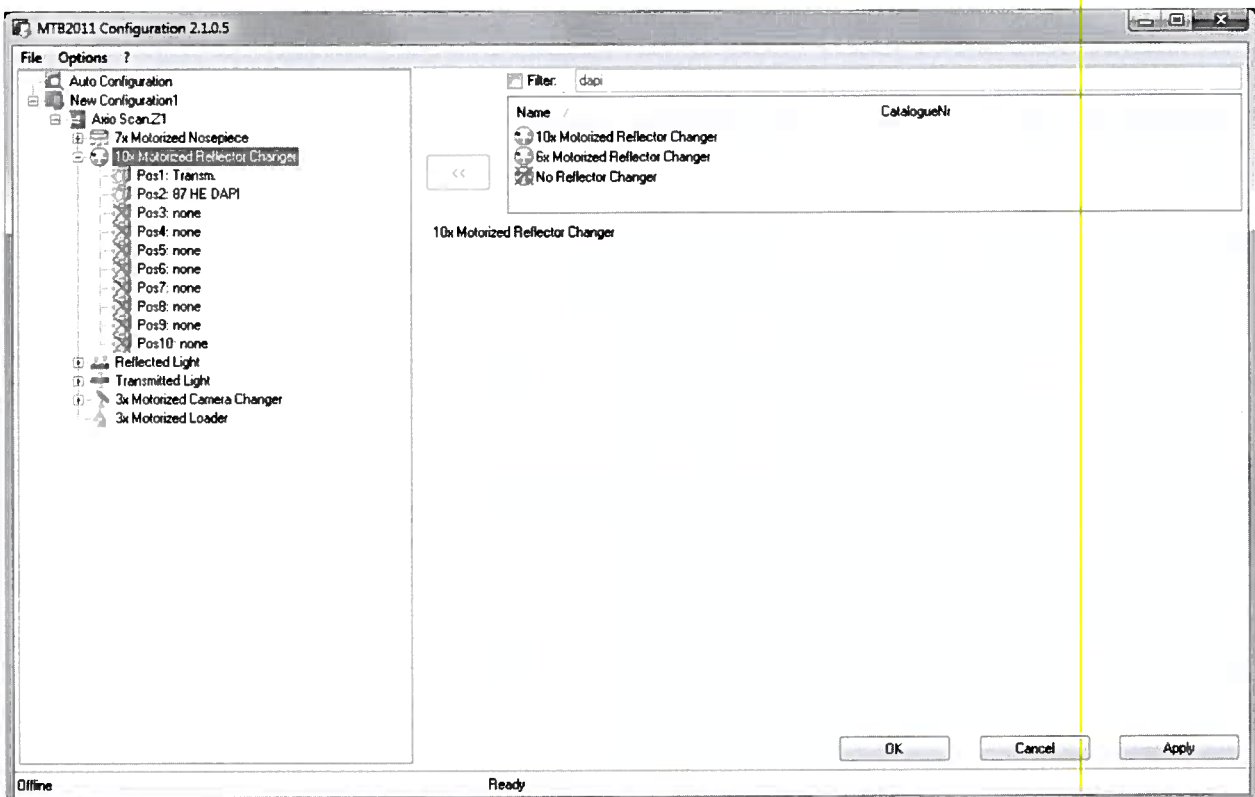 MTB2011 Configuration 2.1.0.5
File Options ?
Auto Configuration
New Configuration1
Axio Scan.Z1
7x Motorized Nosepiece
10x Motorized Reflector Changer
Pos1: Transm.
Pos2: 87 HE DAPI
Pos3: none
Pos4: none
Pos5: none
Pos6: none
Pos7: none
Pos8: none
Pos9: none
Pos10: none
Reflected Light
Transmitted Light
3x Motorized Camera Changer
3x Motorized Loader
Filter: dapi
Name / CatalogueNr
10x Motorized Reflector Changer
6x Motorized Reflector Changer
No Reflector Changer
<<
10x Motorized Reflector Changer
OK Cancel Apply
Offline Ready